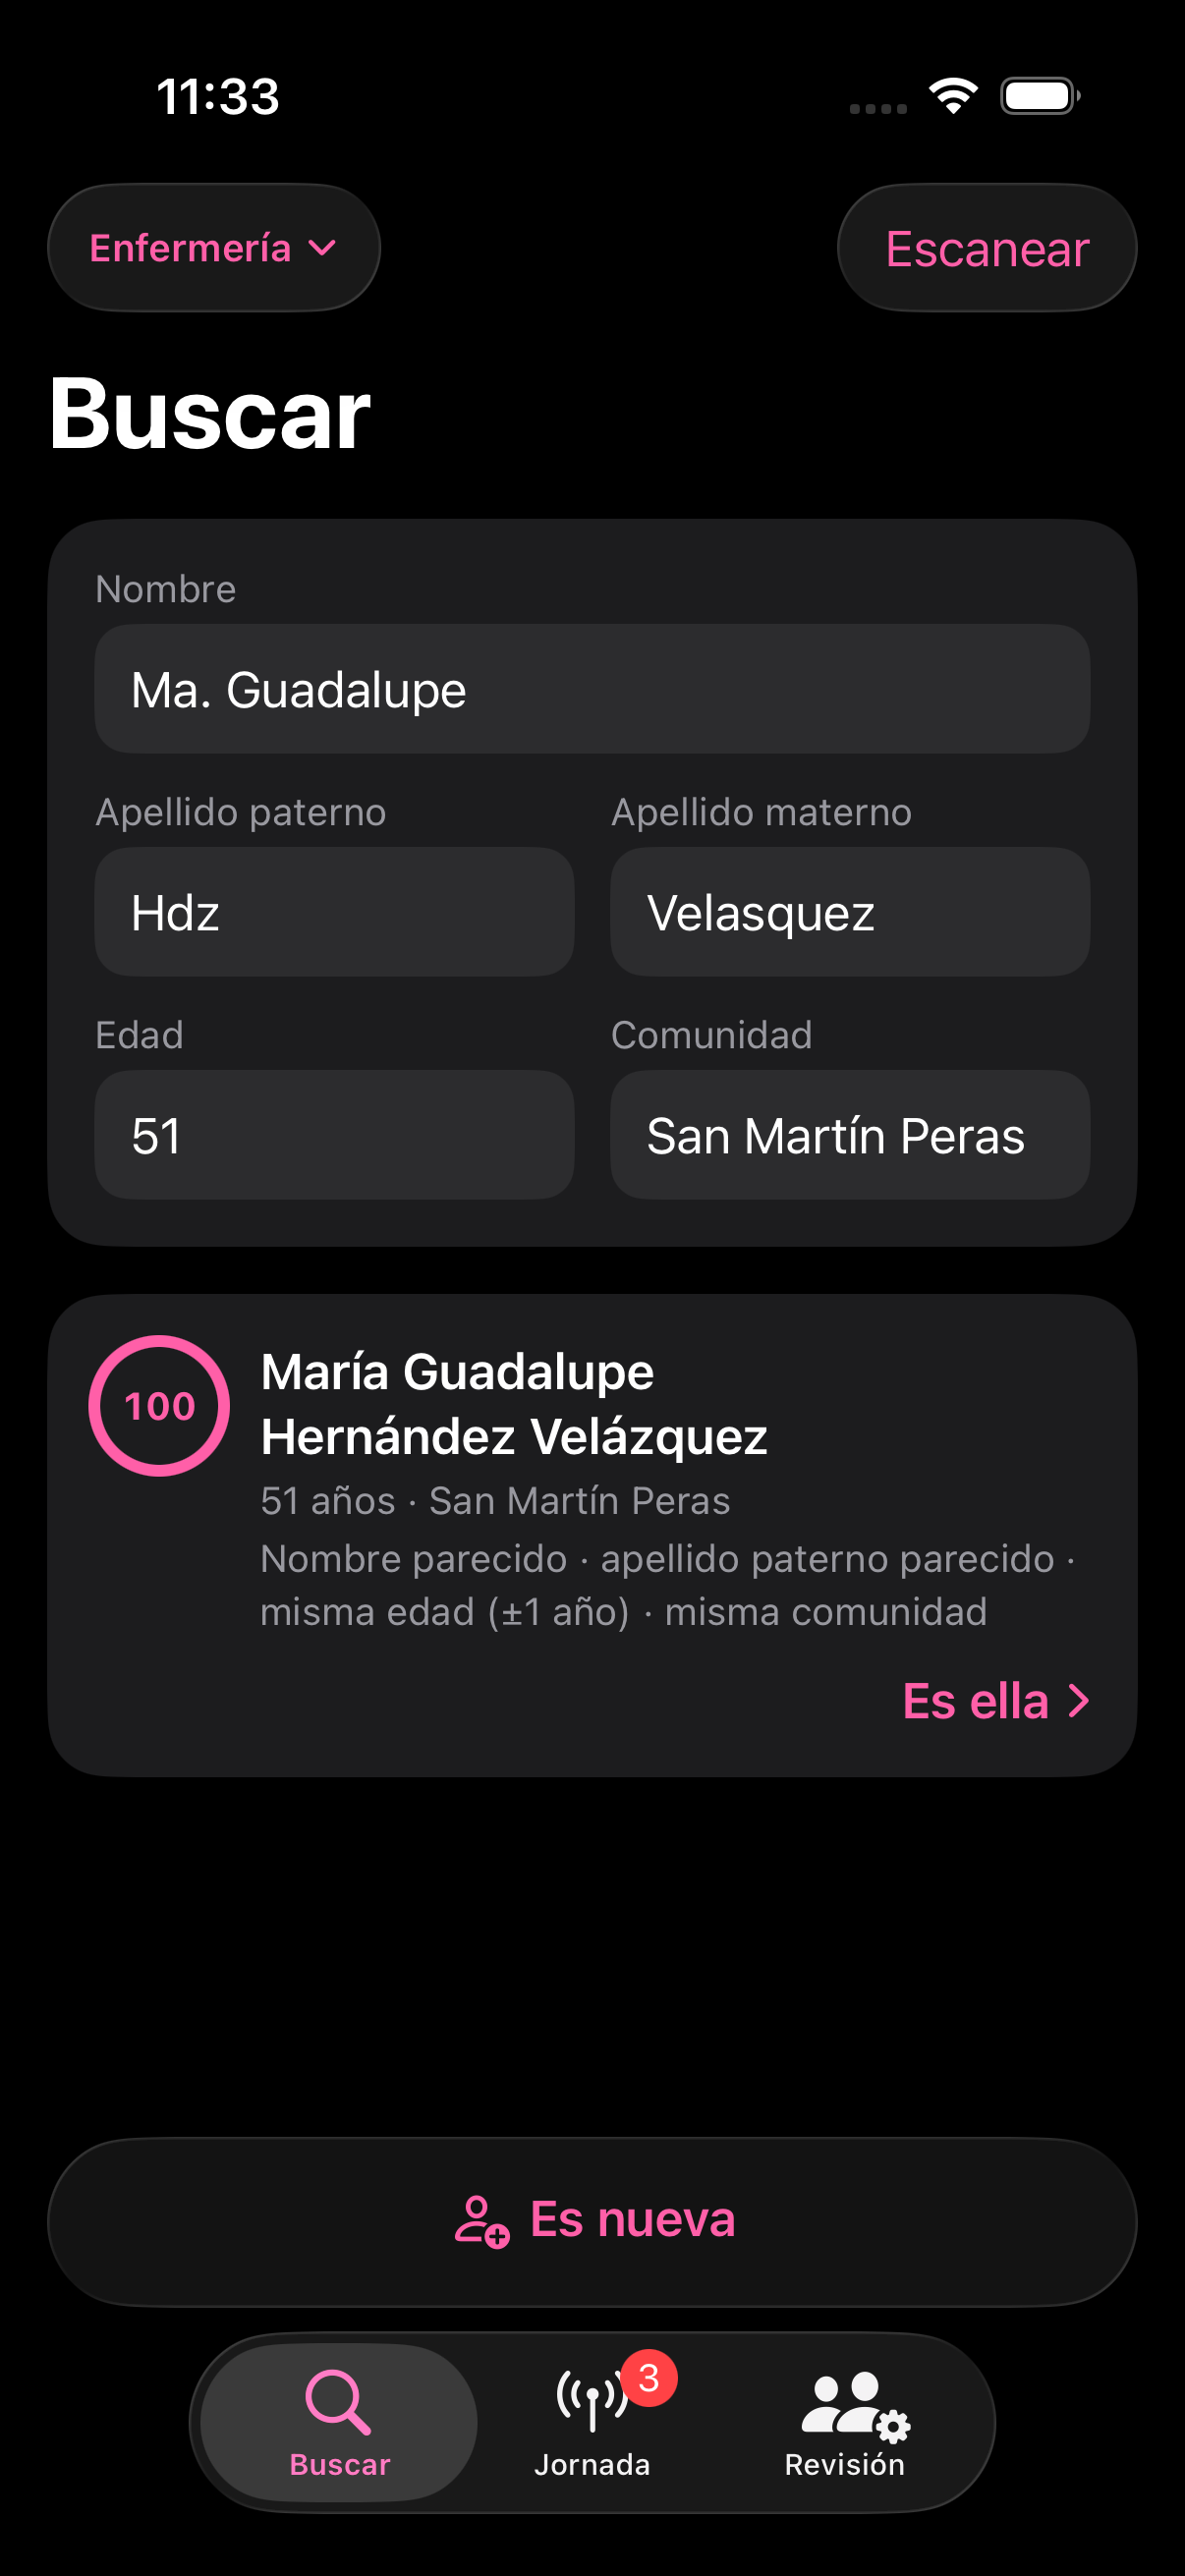 11:33
Enfermería
Escanear
Buscar
Nombre
Ma. Guadalupe
Apellido paterno
Apellido materno
Hdz
Velasquez
Edad
Comunidad
51
San Martín Peras
100
María Guadalupe
Hernández Velázquez
51 años · San Martín Peras
Nombre parecido · apellido paterno parecido ·
misma edad (±1 año) · misma comunidad
Es ella
Es nueva
3
Buscar
Jornada
Revisión